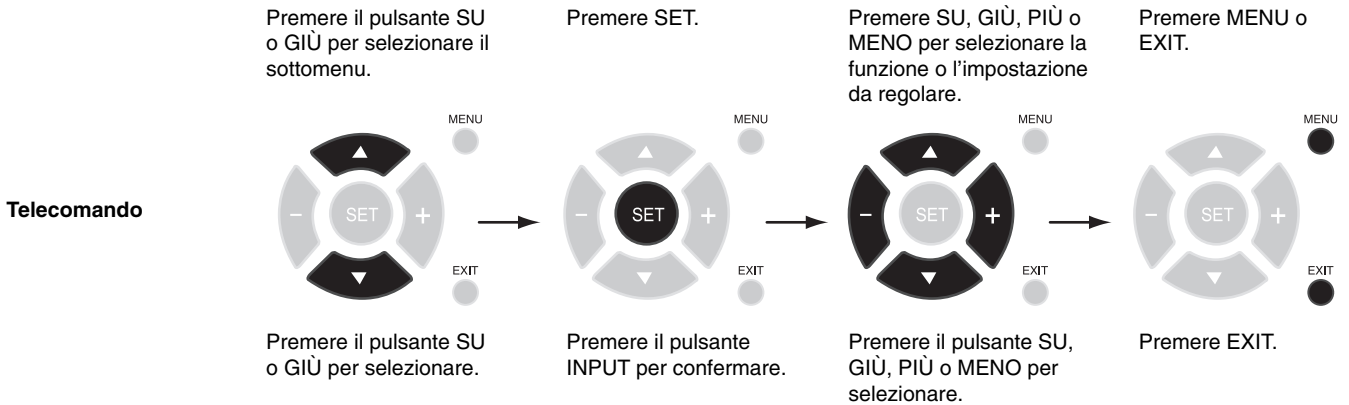 Premere il pulsante SU
o GIÙ per selezionare il
sottomenu.
Premere SET.
Premere SU, GIÙ, PIÙ o
MENO per selezionare la
funzione o l'impostazione
da regolare.
Premere MENU o
EXIT.
Telecomando
MENU
SET
EXIT
MENU
SET
EXIT
MENU
SET
EXIT
MENU
SET
EXIT
Premere il pulsante SU
o GIÙ per selezionare.
Premere il pulsante
INPUT per confermare.
Premere il pulsante SU,
GIÙ, PIÙ o MENO per
selezionare.
Premere EXIT.